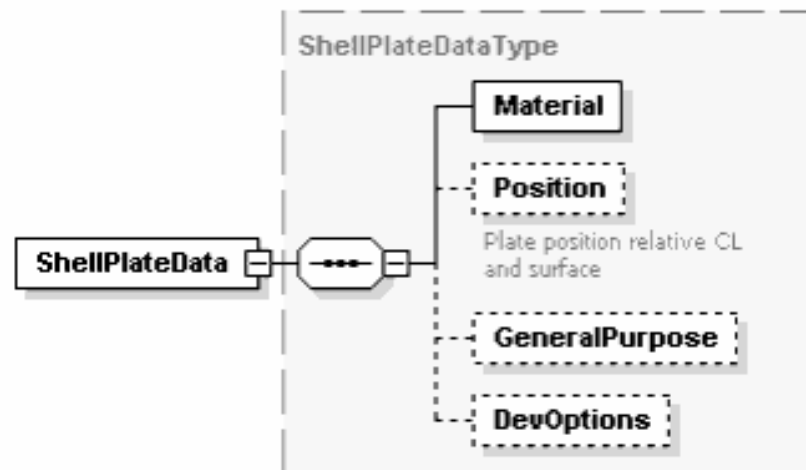 ShellPlateDataType
Material
Position
Plate position relative CL
and surface
ShellPlateData
GeneralPurpose
DevOptions